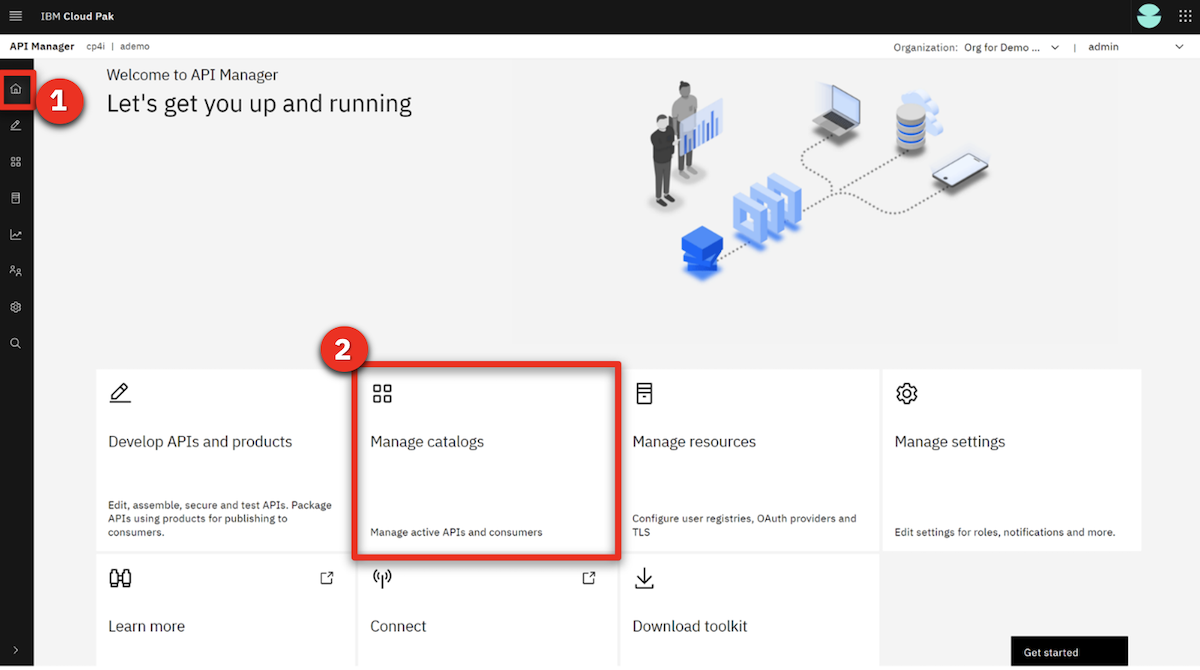 IBM Cloud Pak
API Manager cp4i | ademo
Organization: Org for Demo ... | admin
1
Welcome to API Manager
Let's get you up and running
2
Develop APIs and products
Edit, assemble, secure and test APIs. Package
APIs using products for publishing to
consumers.
Manage catalogs
Manage active APIs and consumers
Manage resources
Configure user registries, OAuth providers and
TLS
Manage settings
Edit settings for roles, notifications and more.
Learn more
Connect
Download toolkit
Get started